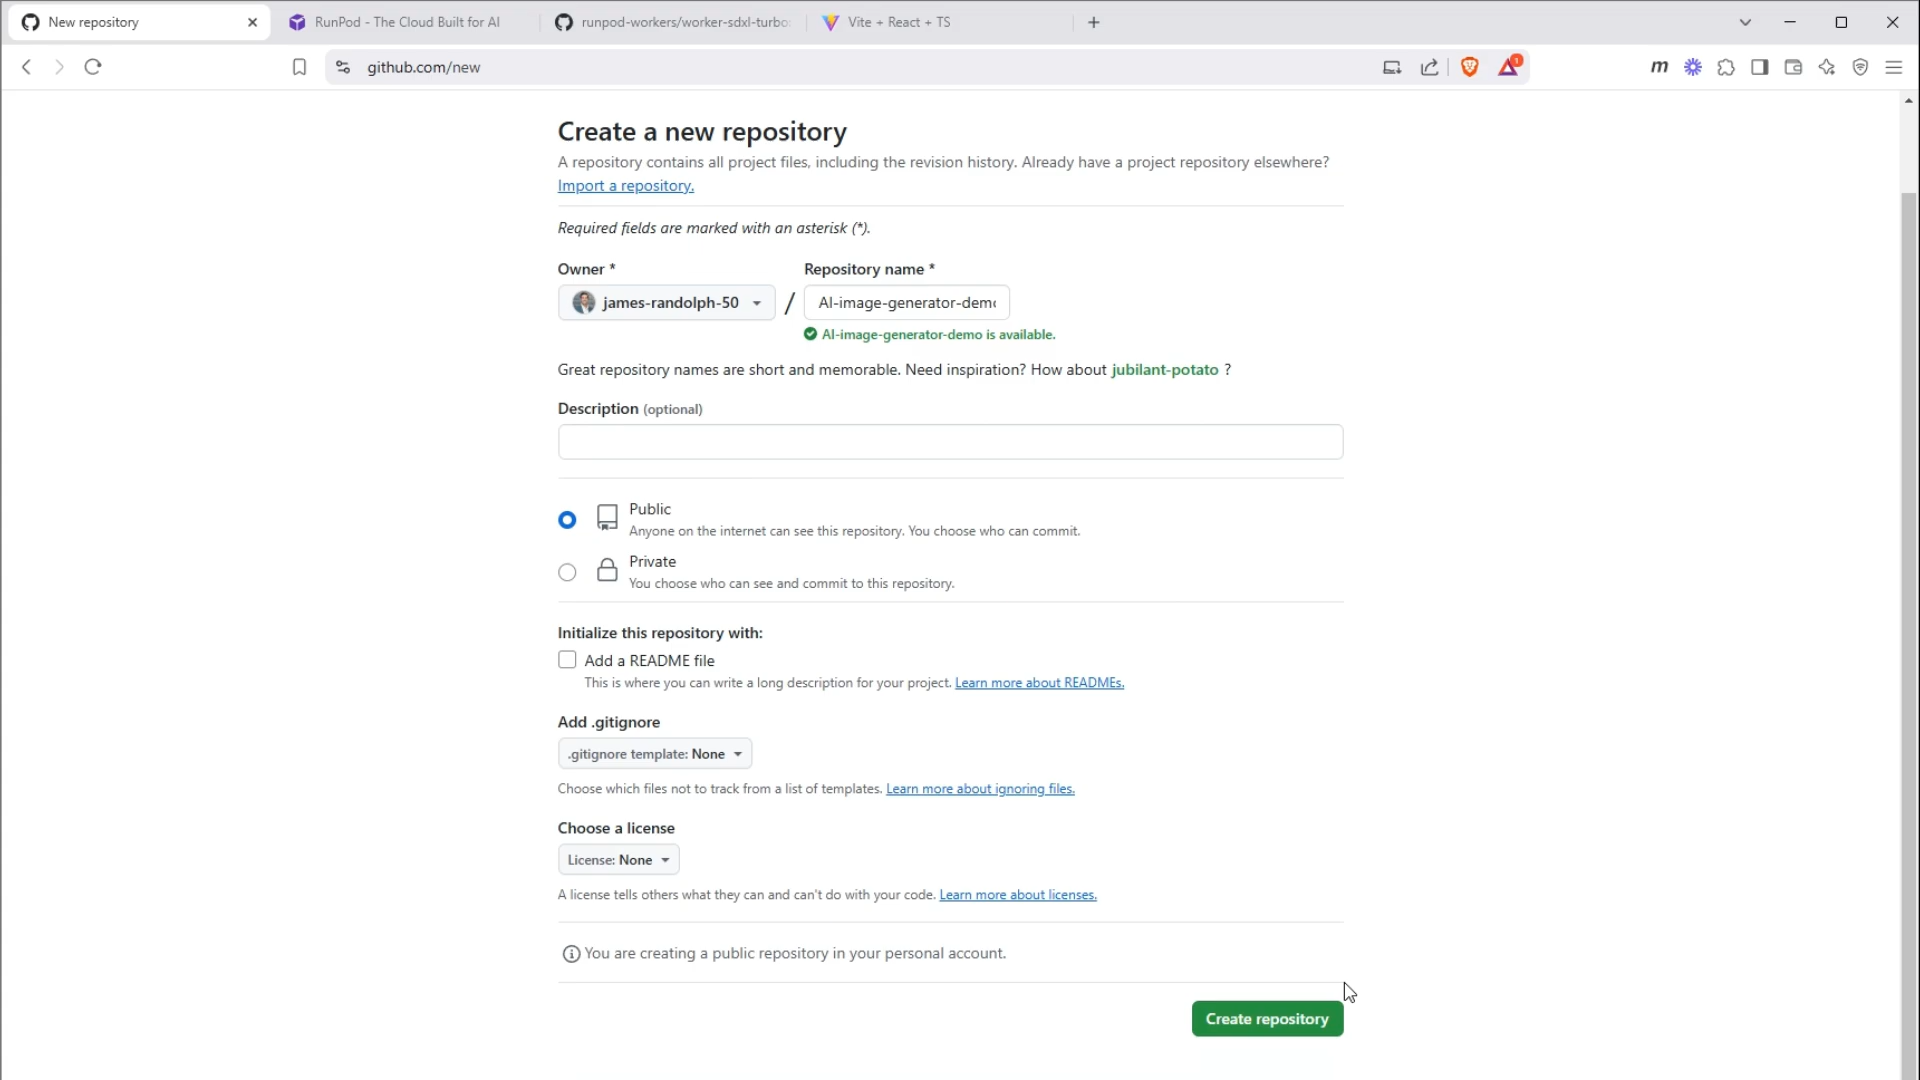 New repository
RunPod - The Cloud Built for AI
runpod-workers/worker-sdxl-turbo
Vite + React + TS
github.com/new
1
m
Create a new repository
A repository contains all project files, including the revision history. Already have a project repository elsewhere?
Import a repository.
Required fields are marked with an asterisk (*).
Owner *
Repository name *
james-randolph-50
/
AI-image-generator-demo
AI-image-generator-demo is available.
Great repository names are short and memorable. Need inspiration? How about jubilant-potato ?
Description (optional)
Public
Anyone on the internet can see this repository. You choose who can commit.
Private
You choose who can see and commit to this repository.
Initialize this repository with:
Add a README file
This is where you can write a long description for your project. Learn more about READMEs.
Add .gitignore
.gitignore template: None
Choose which files not to track from a list of templates. Learn more about ignoring files.
Choose a license
License: None
A license tells others what they can and can't do with your code. Learn more about licenses.
You are creating a public repository in your personal account.
Create repository